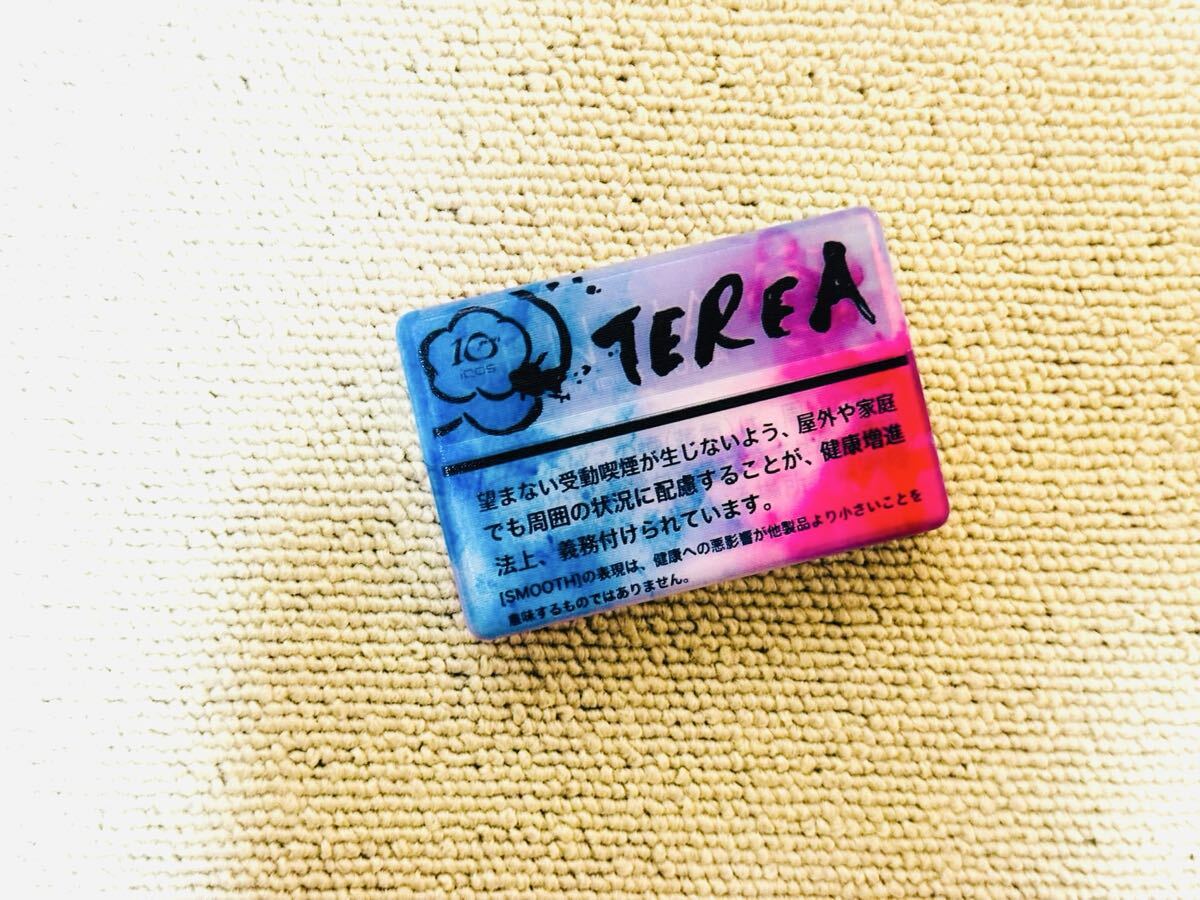 10
IQOS
TEREA
望まない受動喫煙が生じないよう、屋外や家庭
でも周囲の状況に配慮することが、健康増進
法上、義務付けられています。
[SMOOTH]の表現は、健康への悪影響が他製品より小さいことを
意味するものではありません。